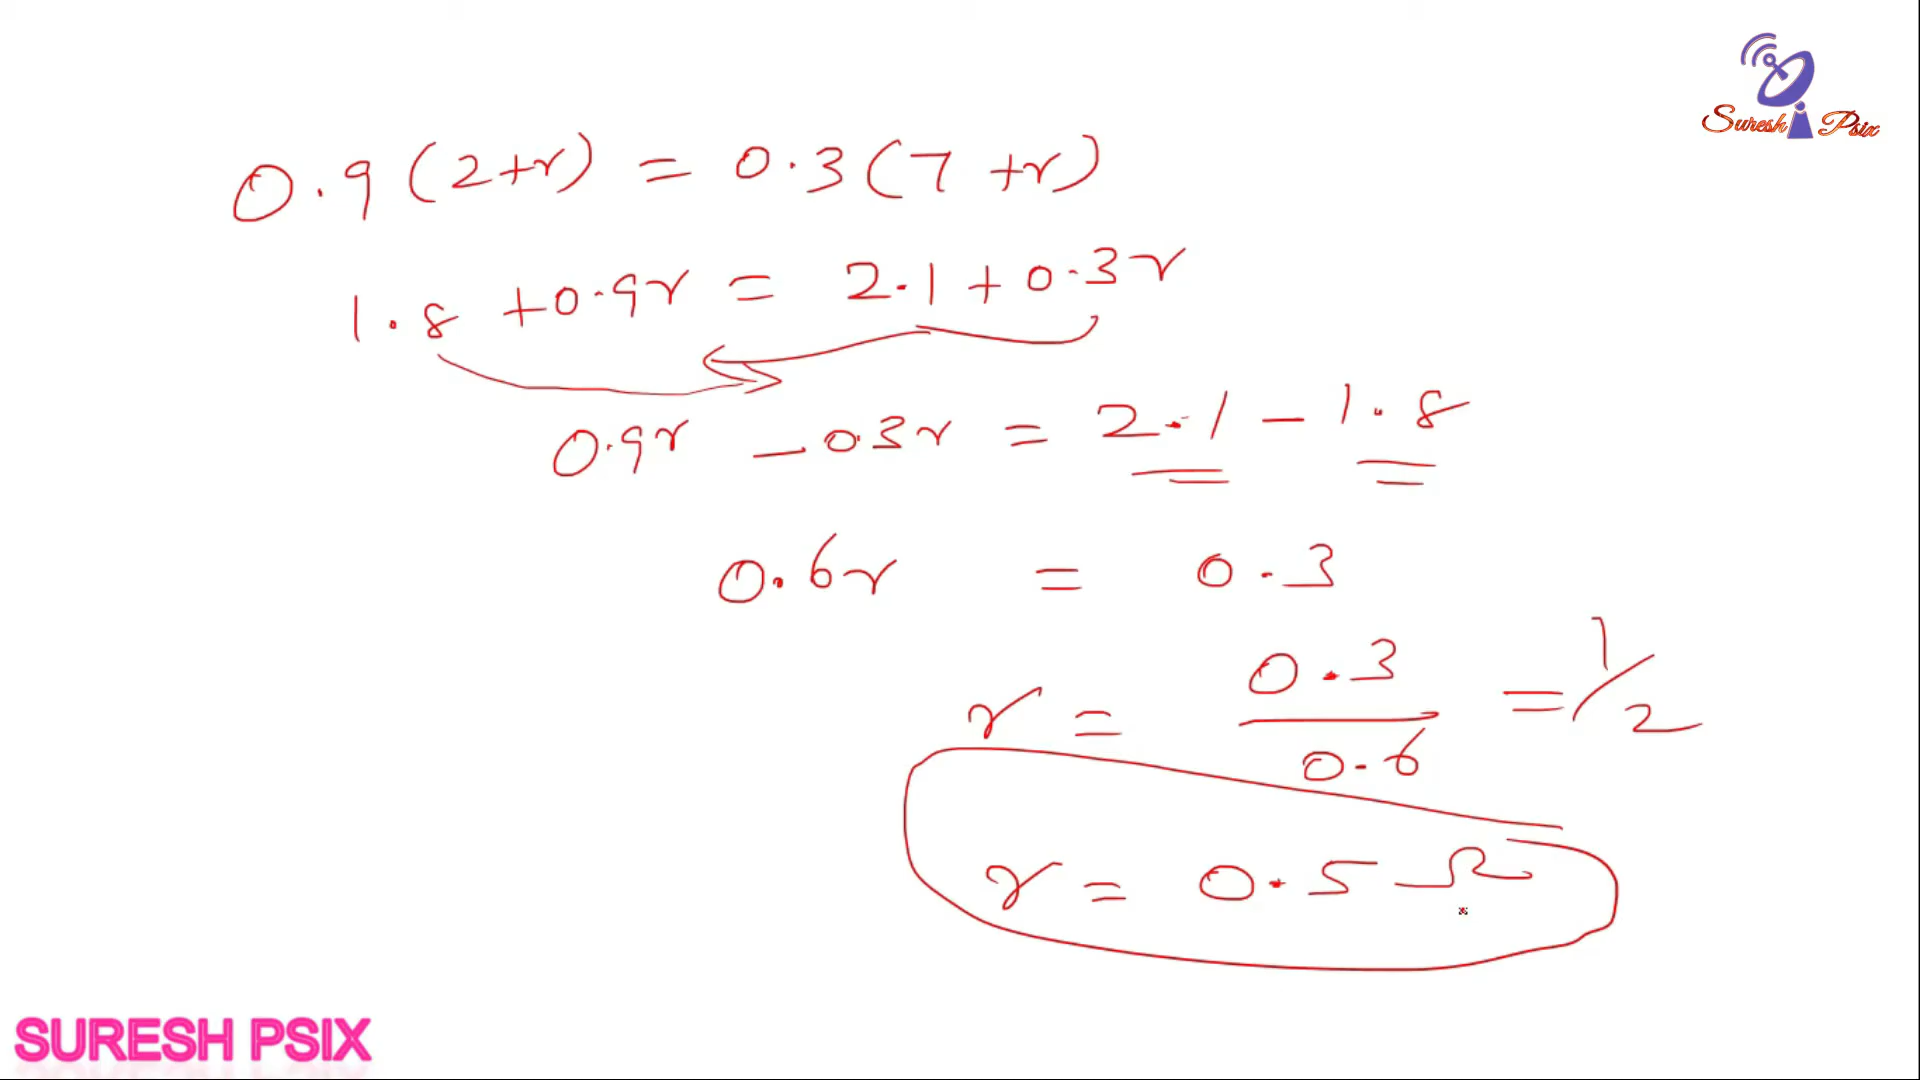 Suresh Psix
0.9(2+r) = 0.3(7+r)
1.8 +0.9r = 2.1+0.3r
0.9r - 0.3r = 2.1 - 1.8
0.6r = 0.3
r = 0.3/0.6 = 1/2
r = 0.5 Ω
SURESH PSIX